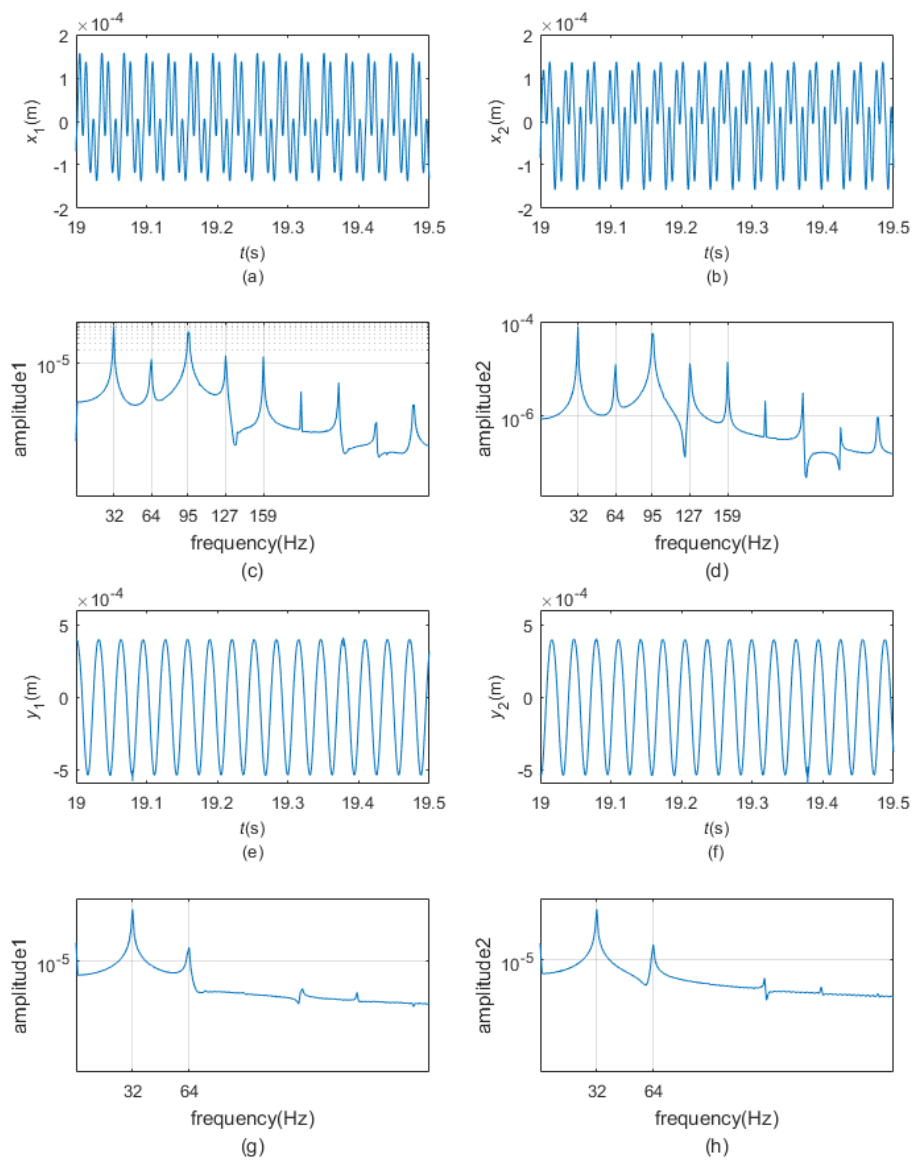 ×10⁻⁴
2
1
0
-1
-2
x₁(m)
19 19.1 19.2 19.3 19.4 19.5
t(s)
(a)
×10⁻⁴
2
1
0
-1
-2
x₂(m)
19 19.1 19.2 19.3 19.4 19.5
t(s)
(b)
10⁻⁵
amplitude1
32 64 95 127 159
frequency(Hz)
(c)
10⁻⁴
10⁻⁶
amplitude2
32 64 95 127 159
frequency(Hz)
(d)
×10⁻⁴
5
0
-5
y₁(m)
19 19.1 19.2 19.3 19.4 19.5
t(s)
(e)
×10⁻⁴
5
0
-5
y₂(m)
19 19.1 19.2 19.3 19.4 19.5
t(s)
(f)
10⁻⁵
amplitude1
32 64
frequency(Hz)
(g)
10⁻⁵
amplitude2
32 64
frequency(Hz)
(h)